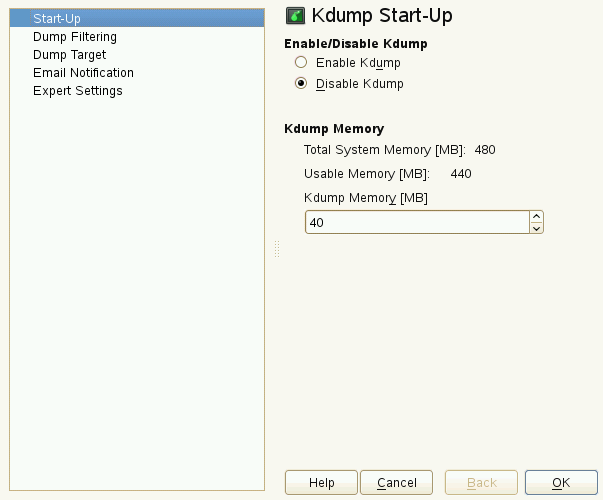 Start-Up
Dump Filtering
Dump Target
Email Notification
Expert Settings
Kdump Start-Up
Enable/Disable Kdump
Enable Kdump
Disable Kdump
Kdump Memory
Total System Memory [MB]: 480
Usable Memory [MB]: 440
Kdump Memory [MB]
40
Help Cancel Back OK